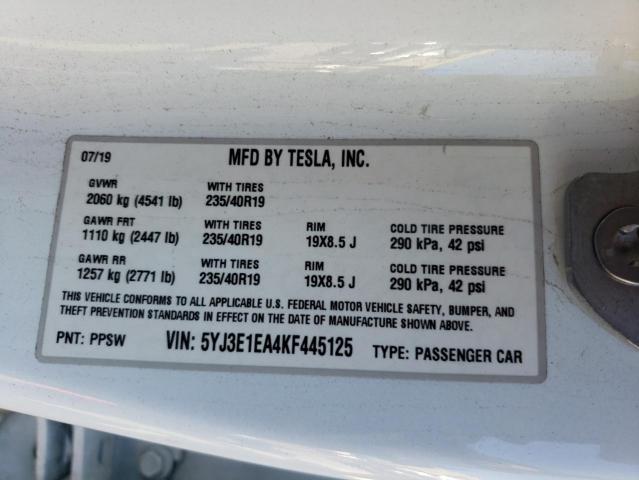 07/19 MFD BY TESLA, INC.
GVWR WITH TIRES
2060 kg (4541 lb) 235/40R19
GAWR FRT WITH TIRES RIM COLD TIRE PRESSURE
1110 kg (2447 lb) 235/40R19 19X8.5 J 290 kPa, 42 psi
GAWR RR WITH TIRES RIM COLD TIRE PRESSURE
1257 kg (2771 lb) 235/40R19 19X8.5 J 290 kPa, 42 psi
THIS VEHICLE CONFORMS TO ALL APPLICABLE U.S. FEDERAL MOTOR VEHICLE SAFETY, BUMPER, AND
THEFT PREVENTION STANDARDS IN EFFECT ON THE DATE OF MANUFACTURE SHOWN ABOVE.
PNT: PPSW VIN: 5YJ3E1EA4KF445125 TYPE: PASSENGER CAR